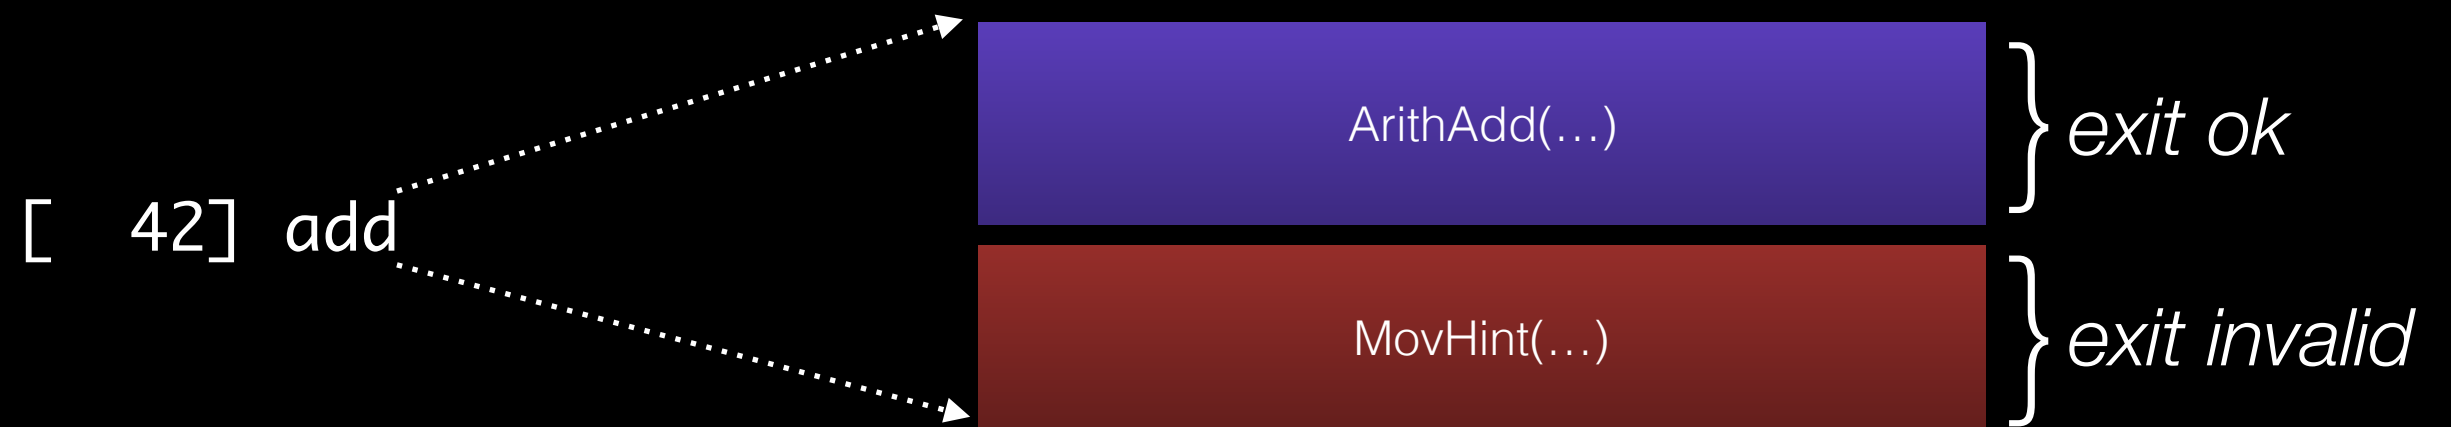 ArithAdd(…)
exit ok
[  42] add
MovHint(…)
exit invalid